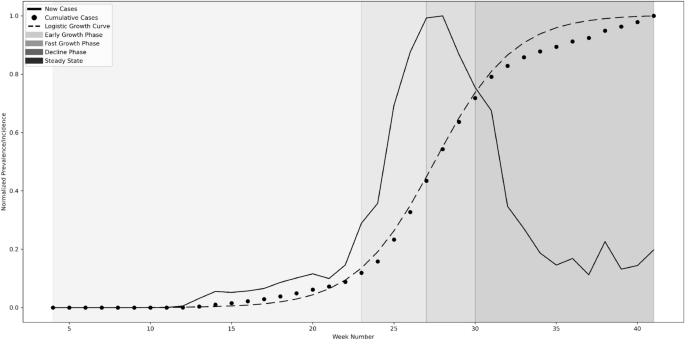 New Cases
Cumulative Cases
Logistic Growth Curve
Early Growth Phase
Fast Growth Phase
Decline Phase
Steady State
1.0
0.8
0.6
0.4
0.2
0.0
Normalized Prevalence/Incidence
5 10 15 20 25 30 35 40
Week Number